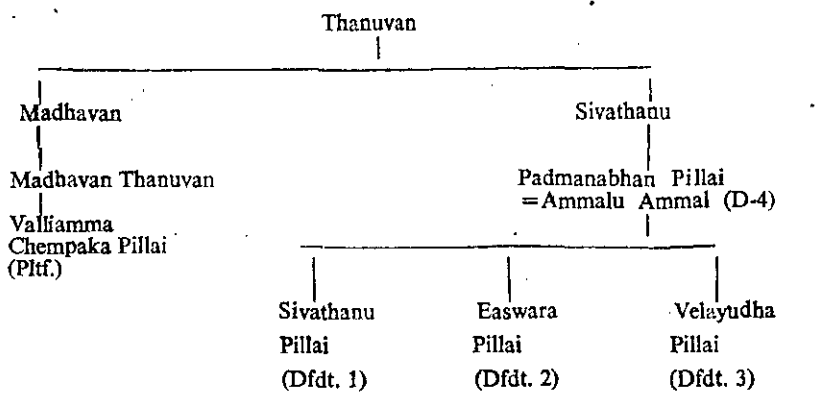 Thanuvan
Madhavan
Sivathanu
Madhavan Thanuvan
Padmanabhan Pillai
=Ammalu Ammal (D-4)
Valliamma
Chempaka Pillai
(Pltf.)
Sivathanu
Pillai
(Dfdt. 1)
Easwara
Pillai
(Dfdt. 2)
Velayudha
Pillai
(Dfdt. 3)